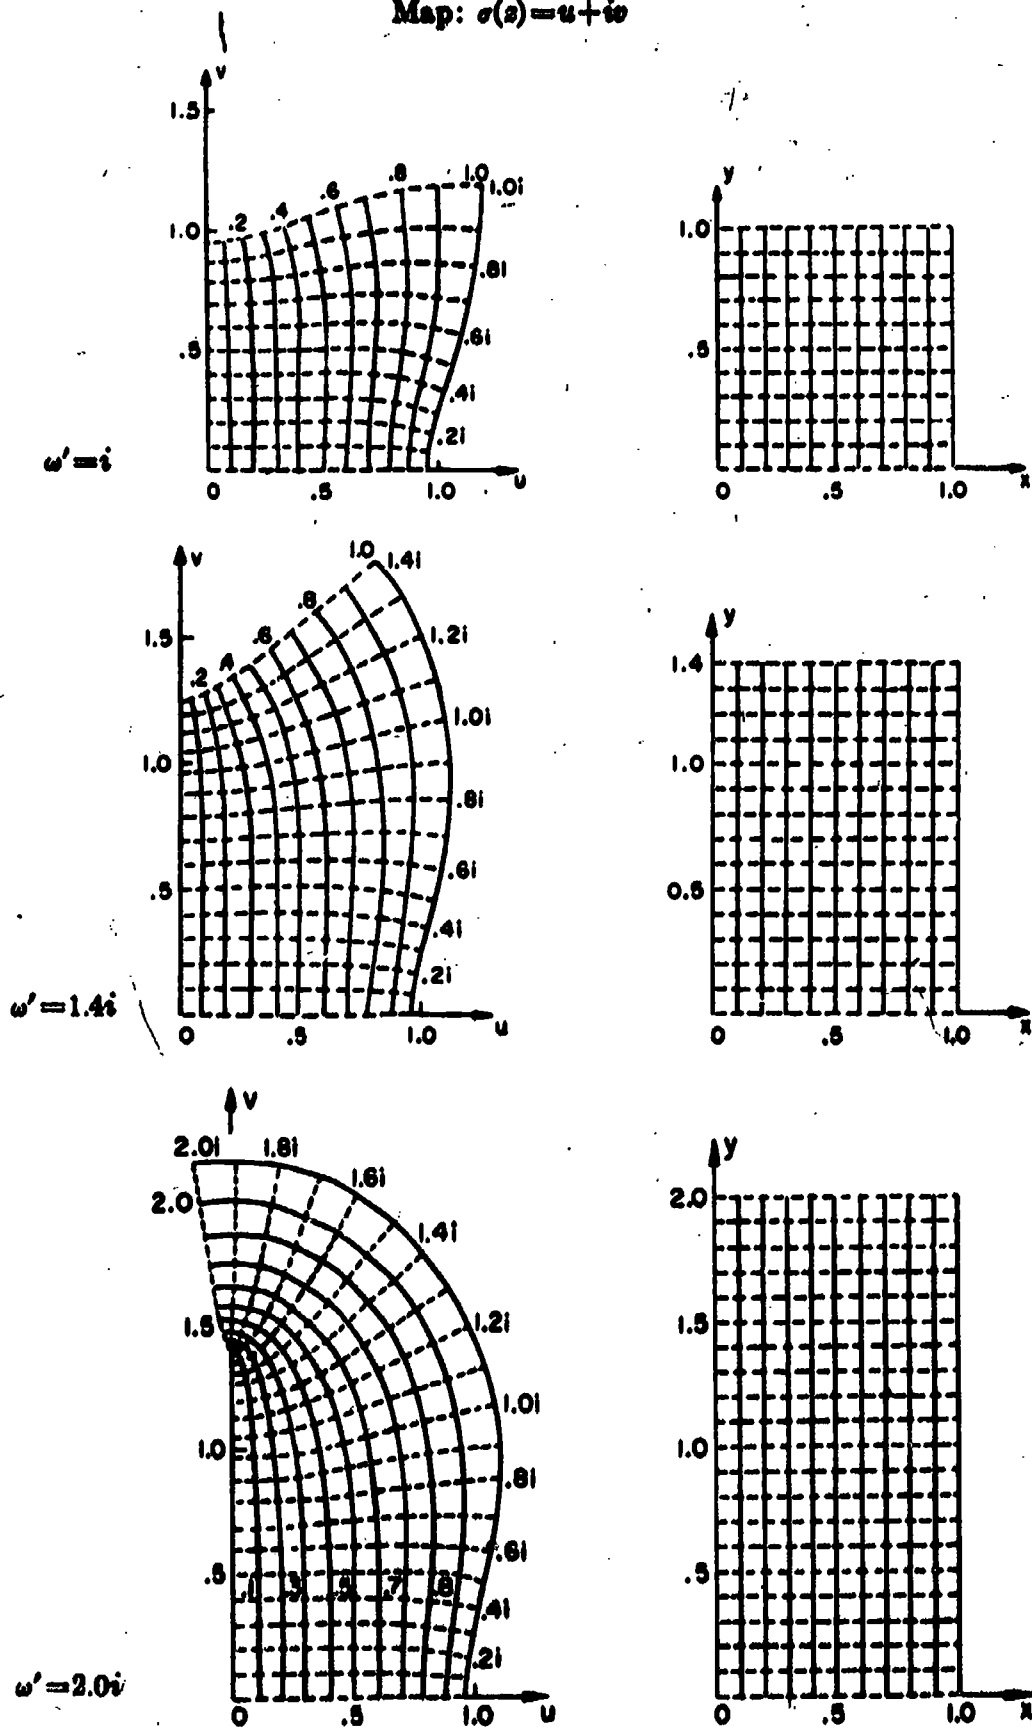 Map: σ(z)=u+iv
v
1.5
1.0
.5
0
.5
1.0
u
.2
.4
.6
.8
1.0
1.0i
.8i
.6i
.4i
.2i
ω′=i
y
1.0
.5
0
.5
1.0
x
v
1.5
1.0
.5
0
.5
1.0
u
.2
.4
.6
.8
1.0
1.4i
1.2i
1.0i
.8i
.6i
.4i
.2i
ω′=1.4i
y
1.4
1.0
0.5
0
.5
1.0
x
v
2.0i
1.8i
1.6i
1.4i
1.2i
1.0i
.8i
.6i
.4i
.2i
2.0
1.5
1.0
.5
.1
.3
.5
.7
.8
0
.5
1.0
u
ω′=2.0i
y
2.0
1.5
1.0
.5
0
.5
1.0
x